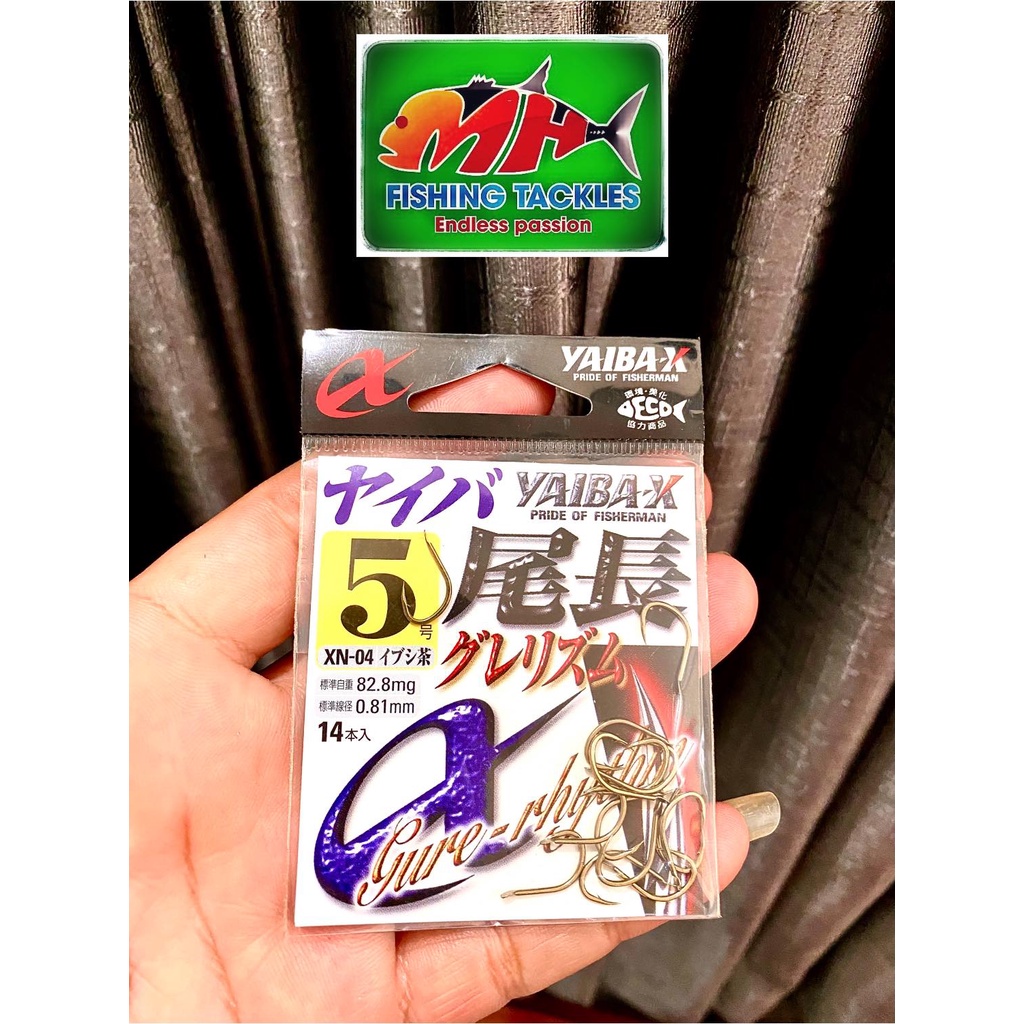 MH
FISHING TACKLES
Endless passion
YAIBA-X
PRIDE OF FISHERMAN
環境・美化
ECO
協力商品
ヤイバ YAIBA-X
PRIDE OF FISHERMAN
5号 尾長
XN-04 イブシ茶 グレリズム
標準自重 82.8mg
標準線径 0.81mm
14本入
gure-rhythm